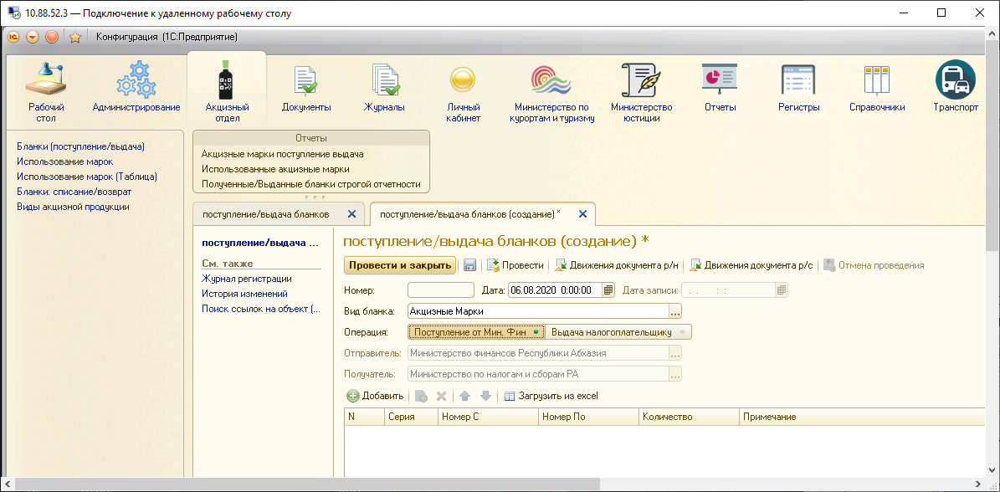 10.88.52.3 — Подключение к удаленному рабочему столу
Конфигурация (1С:Предприятие)
Рабочий стол
Администрирование
Акцизный отдел
Документы
Журналы
Личный кабинет
Министерство по курортам и туризму
Министерство юстиции
Отчеты
Регистры
Справочники
Транспорт
Бланки (поступление/выдача)
Использование марок
Использование марок (Таблица)
Бланки: списание/возврат
Виды акцизной продукции
Отчеты
Акцизные марки поступление выдача
Использованные акцизные марки
Полученные/Выданные бланки строгой отчетности
поступление/выдача бланков
поступление/выдача бланков (создание) *
поступление/выдача ...
См. также
Журнал регистрации
История изменений
Поиск ссылок на объект (...
поступление/выдача бланков (создание) *
Провести и закрыть Провести Движения документа р/н Движения документа р/с Отмена проведения
Номер: Дата: 06.08.2020 0:00:00 Дата записи: . . : :
Вид бланка: Акцизные Марки ...
Операция: Поступление от Мин. Фин Выдача налогоплательщику
Отправитель: Министерство финансов Республики Абхазия ...
Получатель: Министерство по налогам и сборам РА ...
Добавить Загрузить из excel
N Серия Номер С Номер По Количество Примечание